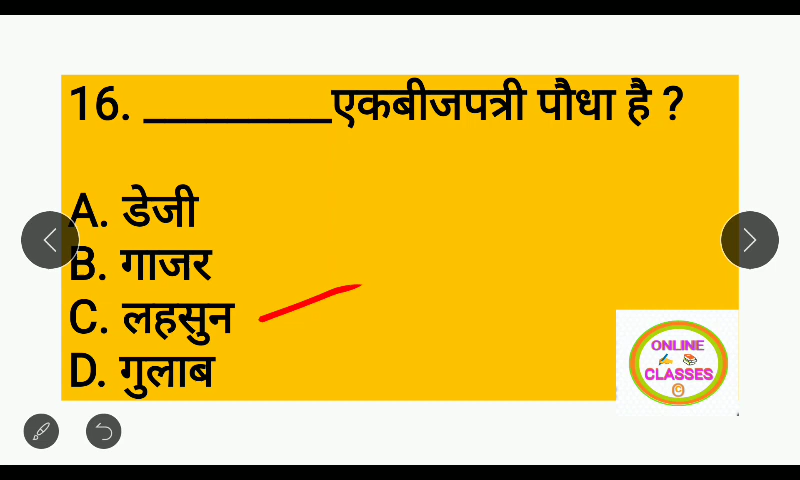 16. _________एकबीजपत्री पौधा है ?
A. डेजी
B. गाजर
C. लहसुन
D. गुलाब
ONLINE
CLASSES
©